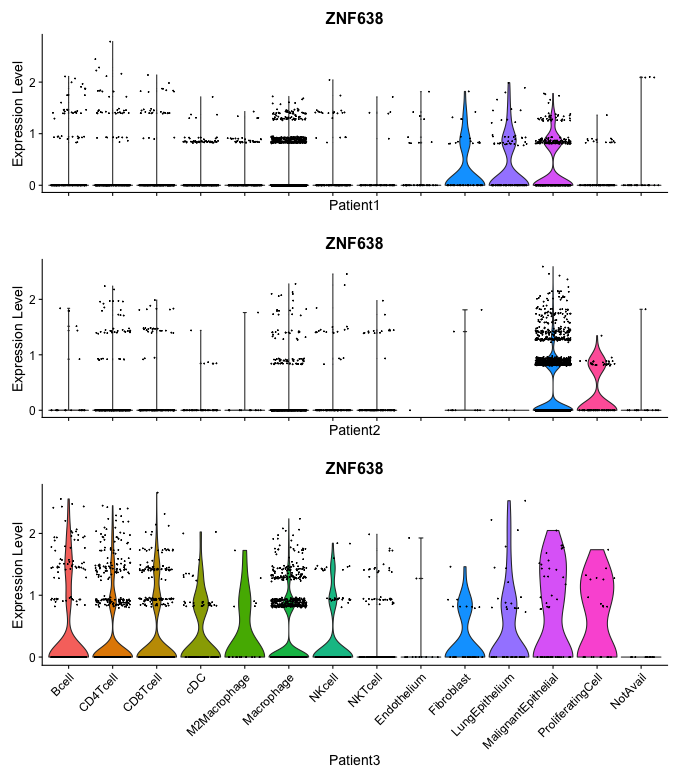 ZNF638
Expression Level
2
1
0
Patient1
ZNF638
Expression Level
2
1
0
Patient2
ZNF638
Expression Level
2
1
0
Bcell
CD4Tcell
CD8Tcell
cDC
M2Macrophage
Macrophage
NKcell
NKTcell
Endothelium
Fibroblast
LungEpithelium
MalignantEpithelial
ProliferatingCell
NotAvail
Patient3